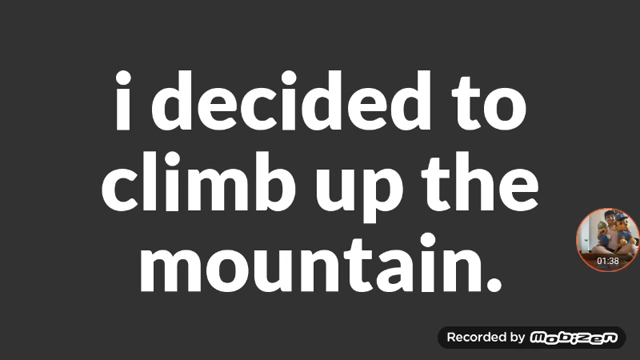 i decided to
climb up the
mountain.
01:38
Recorded by mobizen